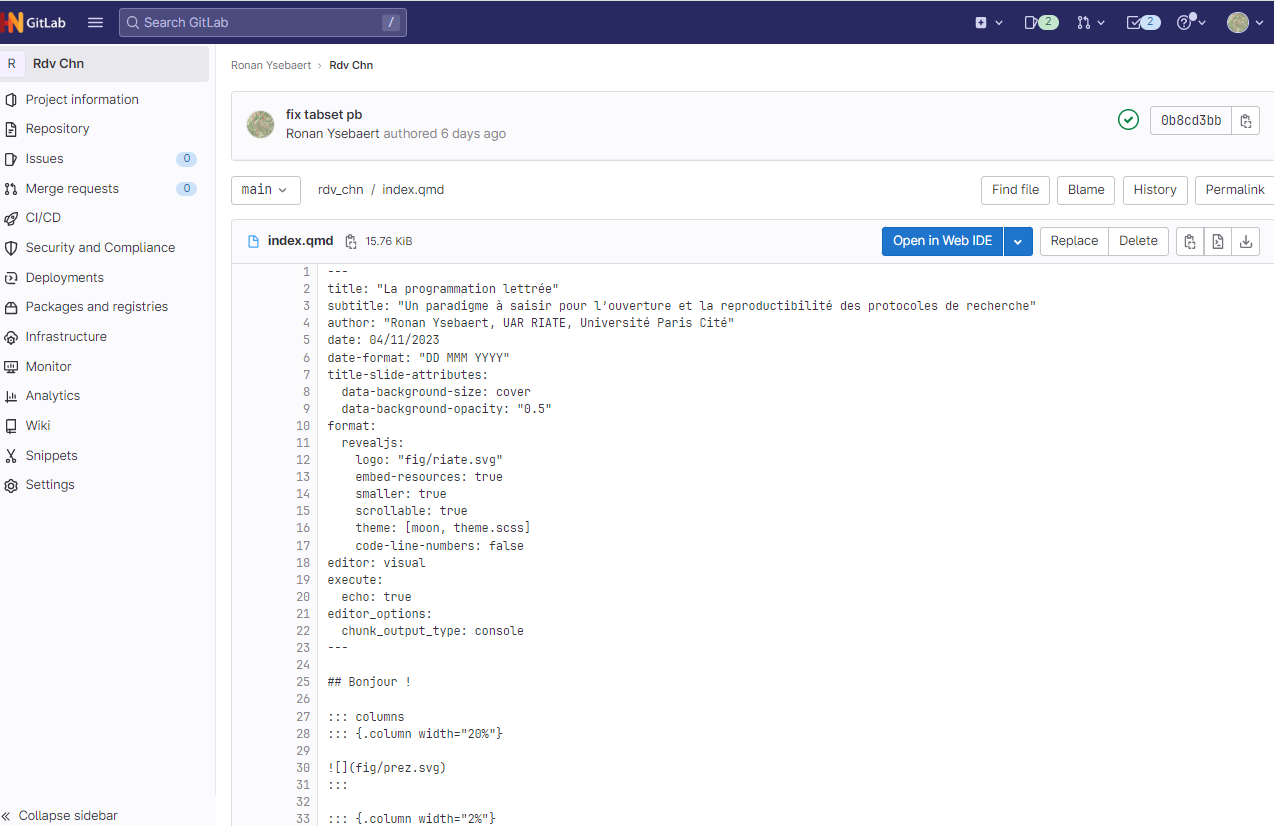 GitLab
Search GitLab /
2
2
R Rdv Chn
Project information
Repository
Issues 0
Merge requests 0
CI/CD
Security and Compliance
Deployments
Packages and registries
Infrastructure
Monitor
Analytics
Wiki
Snippets
Settings
Collapse sidebar
Ronan Ysebaert › Rdv Chn
fix tabset pb
Ronan Ysebaert authored 6 days ago
0b8cd3bb
main
rdv_chn / index.qmd
Find file
Blame
History
Permalink
index.qmd 15.76 KiB
Open in Web IDE
Replace
Delete
1 ---
2 title: "La programmation lettrée"
3 subtitle: "Un paradigme à saisir pour l’ouverture et la reproductibilité des protocoles de recherche"
4 author: "Ronan Ysebaert, UAR RIATE, Université Paris Cité"
5 date: 04/11/2023
6 date-format: "DD MMM YYYY"
7 title-slide-attributes:
8   data-background-size: cover
9   data-background-opacity: "0.5"
10 format:
11   revealjs:
12     logo: "fig/riate.svg"
13     embed-resources: true
14     smaller: true
15     scrollable: true
16     theme: [moon, theme.scss]
17     code-line-numbers: false
18 editor: visual
19 execute:
20   echo: true
21 editor_options:
22   chunk_output_type: console
23 ---
24
25 ## Bonjour !
26
27 ::: columns
28 ::: {.column width="20%"}
29
30 ![](fig/prez.svg)
31 :::
32
33 ::: {.column width="2%"}